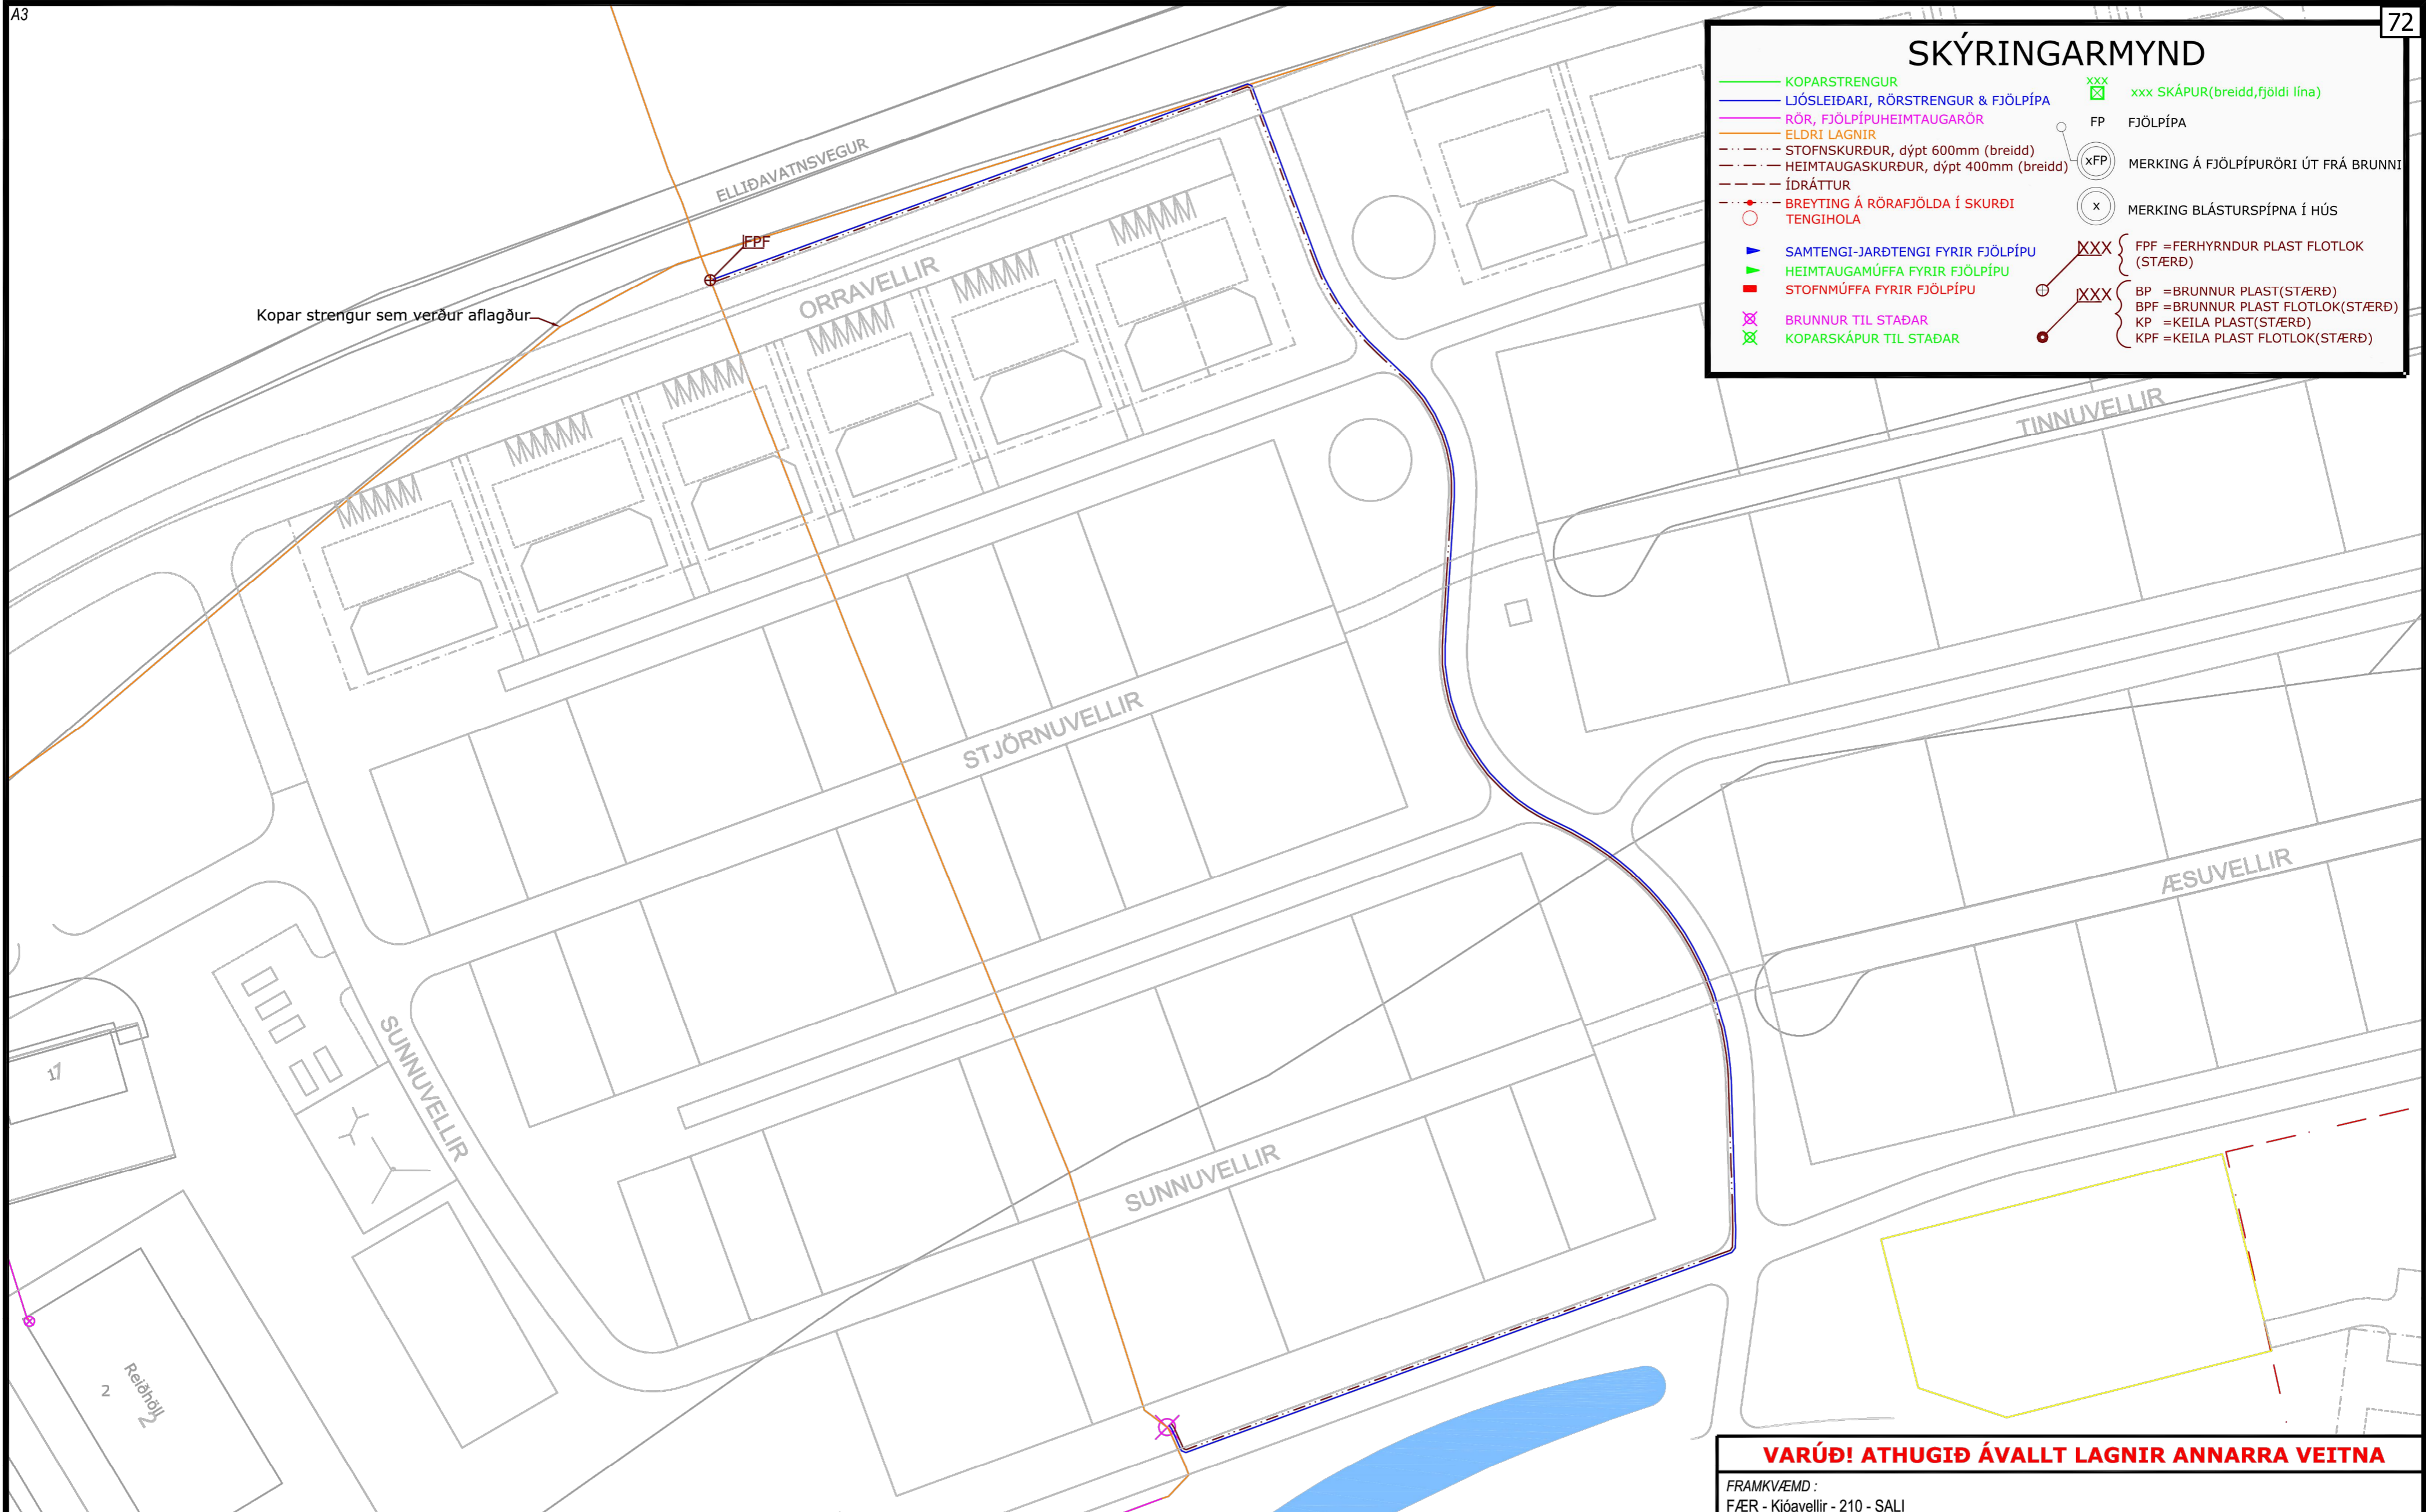 A3
72
SKÝRINGARMYND
KOPARSTRENGUR
LJÓSLEIÐARI, RÖRSTRENGUR & FJÖLPÍPA
RÖR, FJÖLPÍPUHEIMTAUGARÖR
ELDRI LAGNIR
STOFNSKURÐUR, dýpt 600mm (breidd)
HEIMTAUGASKURÐUR, dýpt 400mm (breidd)
ÍDRÁTTUR
BREYTING Á RÖRAFJÖLDA Í SKURÐI
TENGIHOLA
SAMTENGI-JARÐTENGI FYRIR FJÖLPÍPU
HEIMTAUGAMÚFFA FYRIR FJÖLPÍPU
STOFNMÚFFA FYRIR FJÖLPÍPU
BRUNNUR TIL STAÐAR
KOPARSKÁPUR TIL STAÐAR
xxx
xxx SKÁPUR(breidd,fjöldi lína)
FP FJÖLPÍPA
xFP MERKING Á FJÖLPÍPURÖRI ÚT FRÁ BRUNNI
x MERKING BLÁSTURSPÍPNA Í HÚS
XXX FPF =FERHYRNDUR PLAST FLOTLOK
(STÆRÐ)
XXX BP =BRUNNUR PLAST(STÆRÐ)
BPF =BRUNNUR PLAST FLOTLOK(STÆRÐ)
KP =KEILA PLAST(STÆRÐ)
KPF =KEILA PLAST FLOTLOK(STÆRÐ)
ELLIÐAVATNSVEGUR
FPF
ORRAVELLIR
Kopar strengur sem verður aflagður
TINNUVELLIR
STJÖRNUVELLIR
ÆSUVELLIR
SUNNUVELLIR
17
SUNNUVELLIR
2
Reiðhöll
2
VARÚÐ! ATHUGIÐ ÁVALLT LAGNIR ANNARRA VEITNA
FRAMKVÆMD :
FÆR - Kjóavellir - 210 - SALI